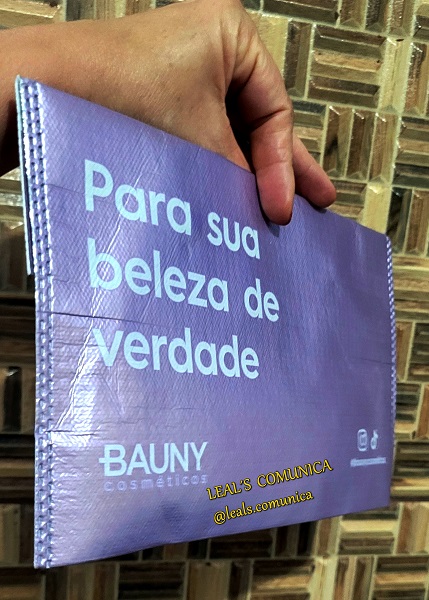 Para sua
beleza de
verdade
BAUNY
cosméticos
LEAL'S COMUNICA
@leals.comunica